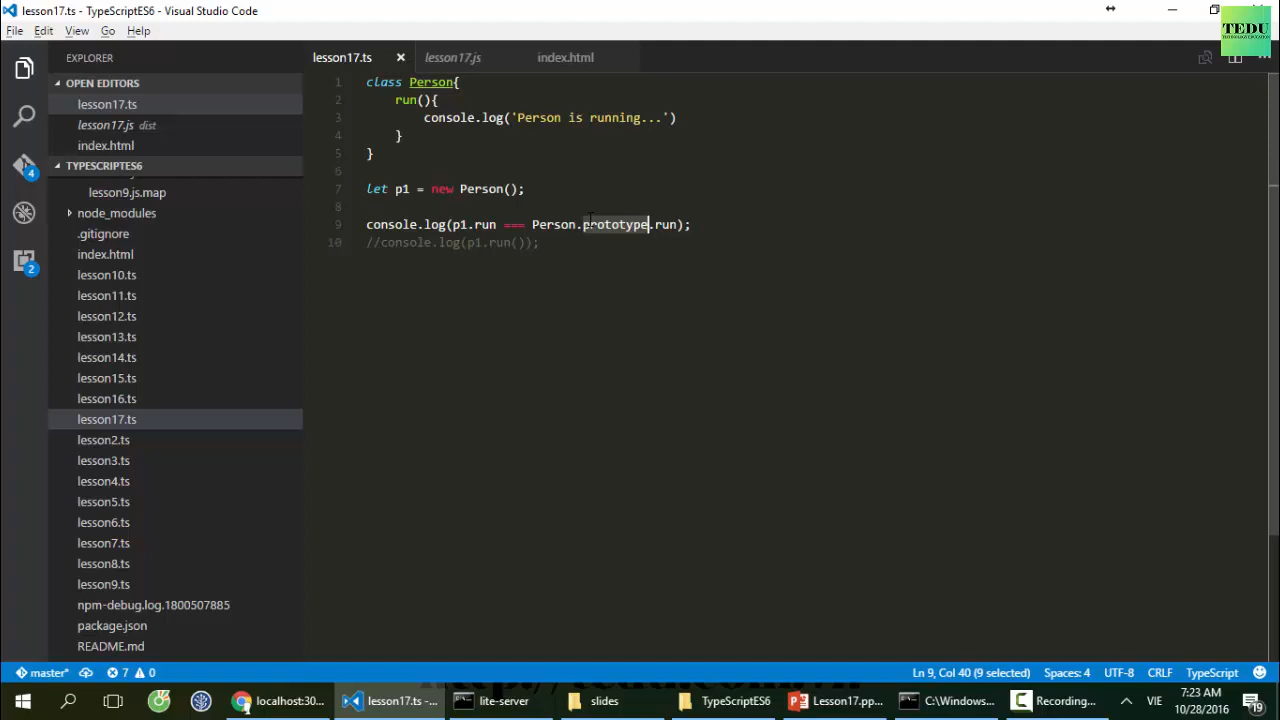 lesson17.ts - TypeScriptES6 - Visual Studio Code
TEDU
File Edit View Go Help
EXPLORER
OPEN EDITORS
lesson17.ts
lesson17.js dist
index.html
TYPESCRIPTES6
lesson9.js.map
node_modules
.gitignore
index.html
lesson10.ts
lesson11.ts
lesson12.ts
lesson13.ts
lesson14.ts
lesson15.ts
lesson16.ts
lesson17.ts
lesson2.ts
lesson3.ts
lesson4.ts
lesson5.ts
lesson6.ts
lesson7.ts
lesson8.ts
lesson9.ts
npm-debug.log.1800507885
package.json
README.md
4
2
lesson17.ts lesson17.js index.html
1 class Person{
2 run(){
3 console.log('Person is running...')
4 }
5 }
6
7 let p1 = new Person();
8
9 console.log(p1.run === Person.prototype.run);
10 //console.log(p1.run());
master* 7 0 Ln 9, Col 40 (9 selected) Spaces: 4 UTF-8 CRLF TypeScript
localhost:30... lesson17.ts -... lite-server slides TypeScriptES6 Lesson17.pp... C:\Windows... Recording... VIE 7:23 AM
10/28/2016 19